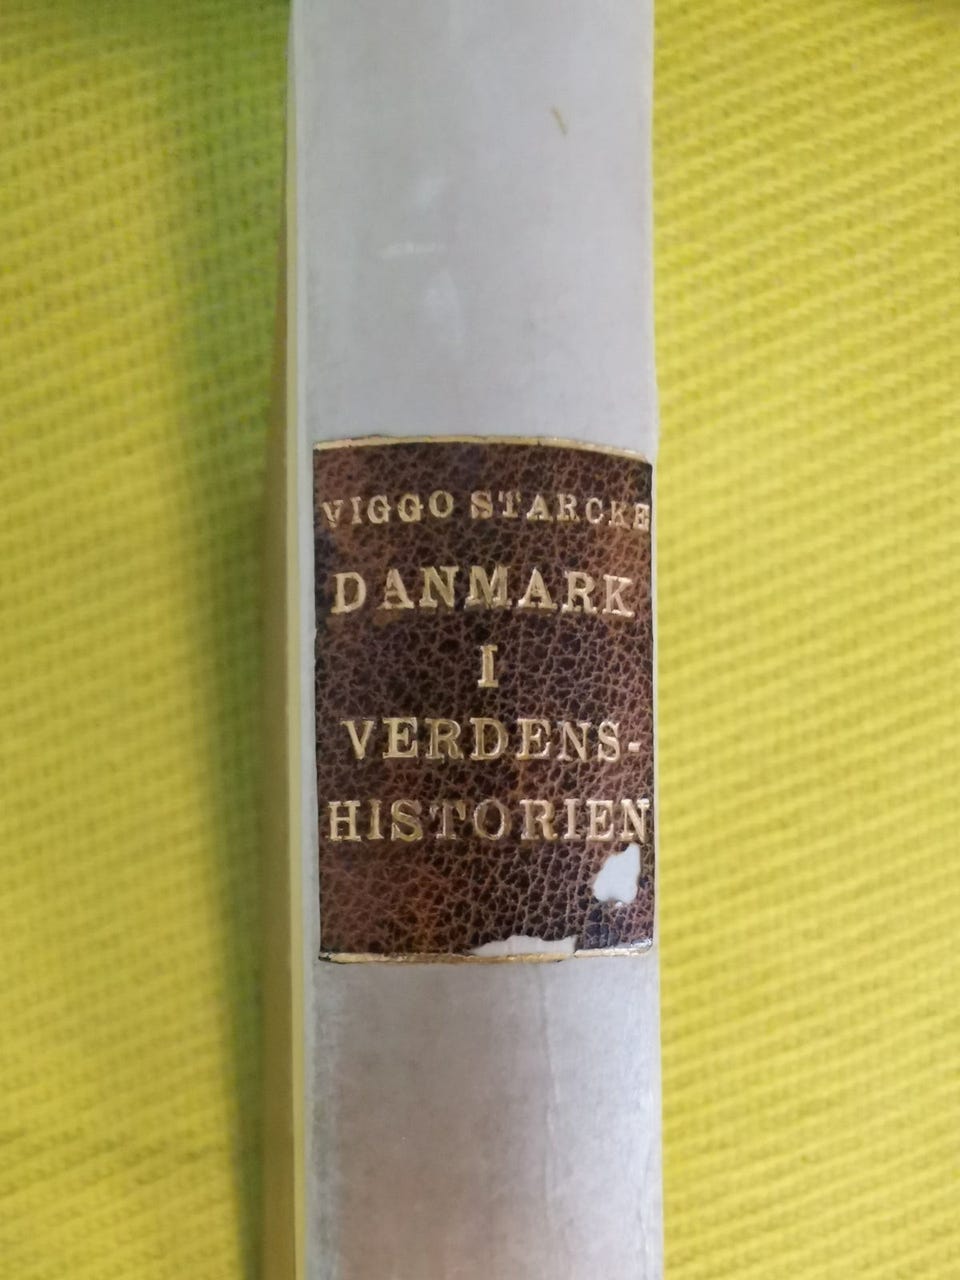 VIGGO STARCKE
DANMARK
I
VERDENS-
HISTORIEN